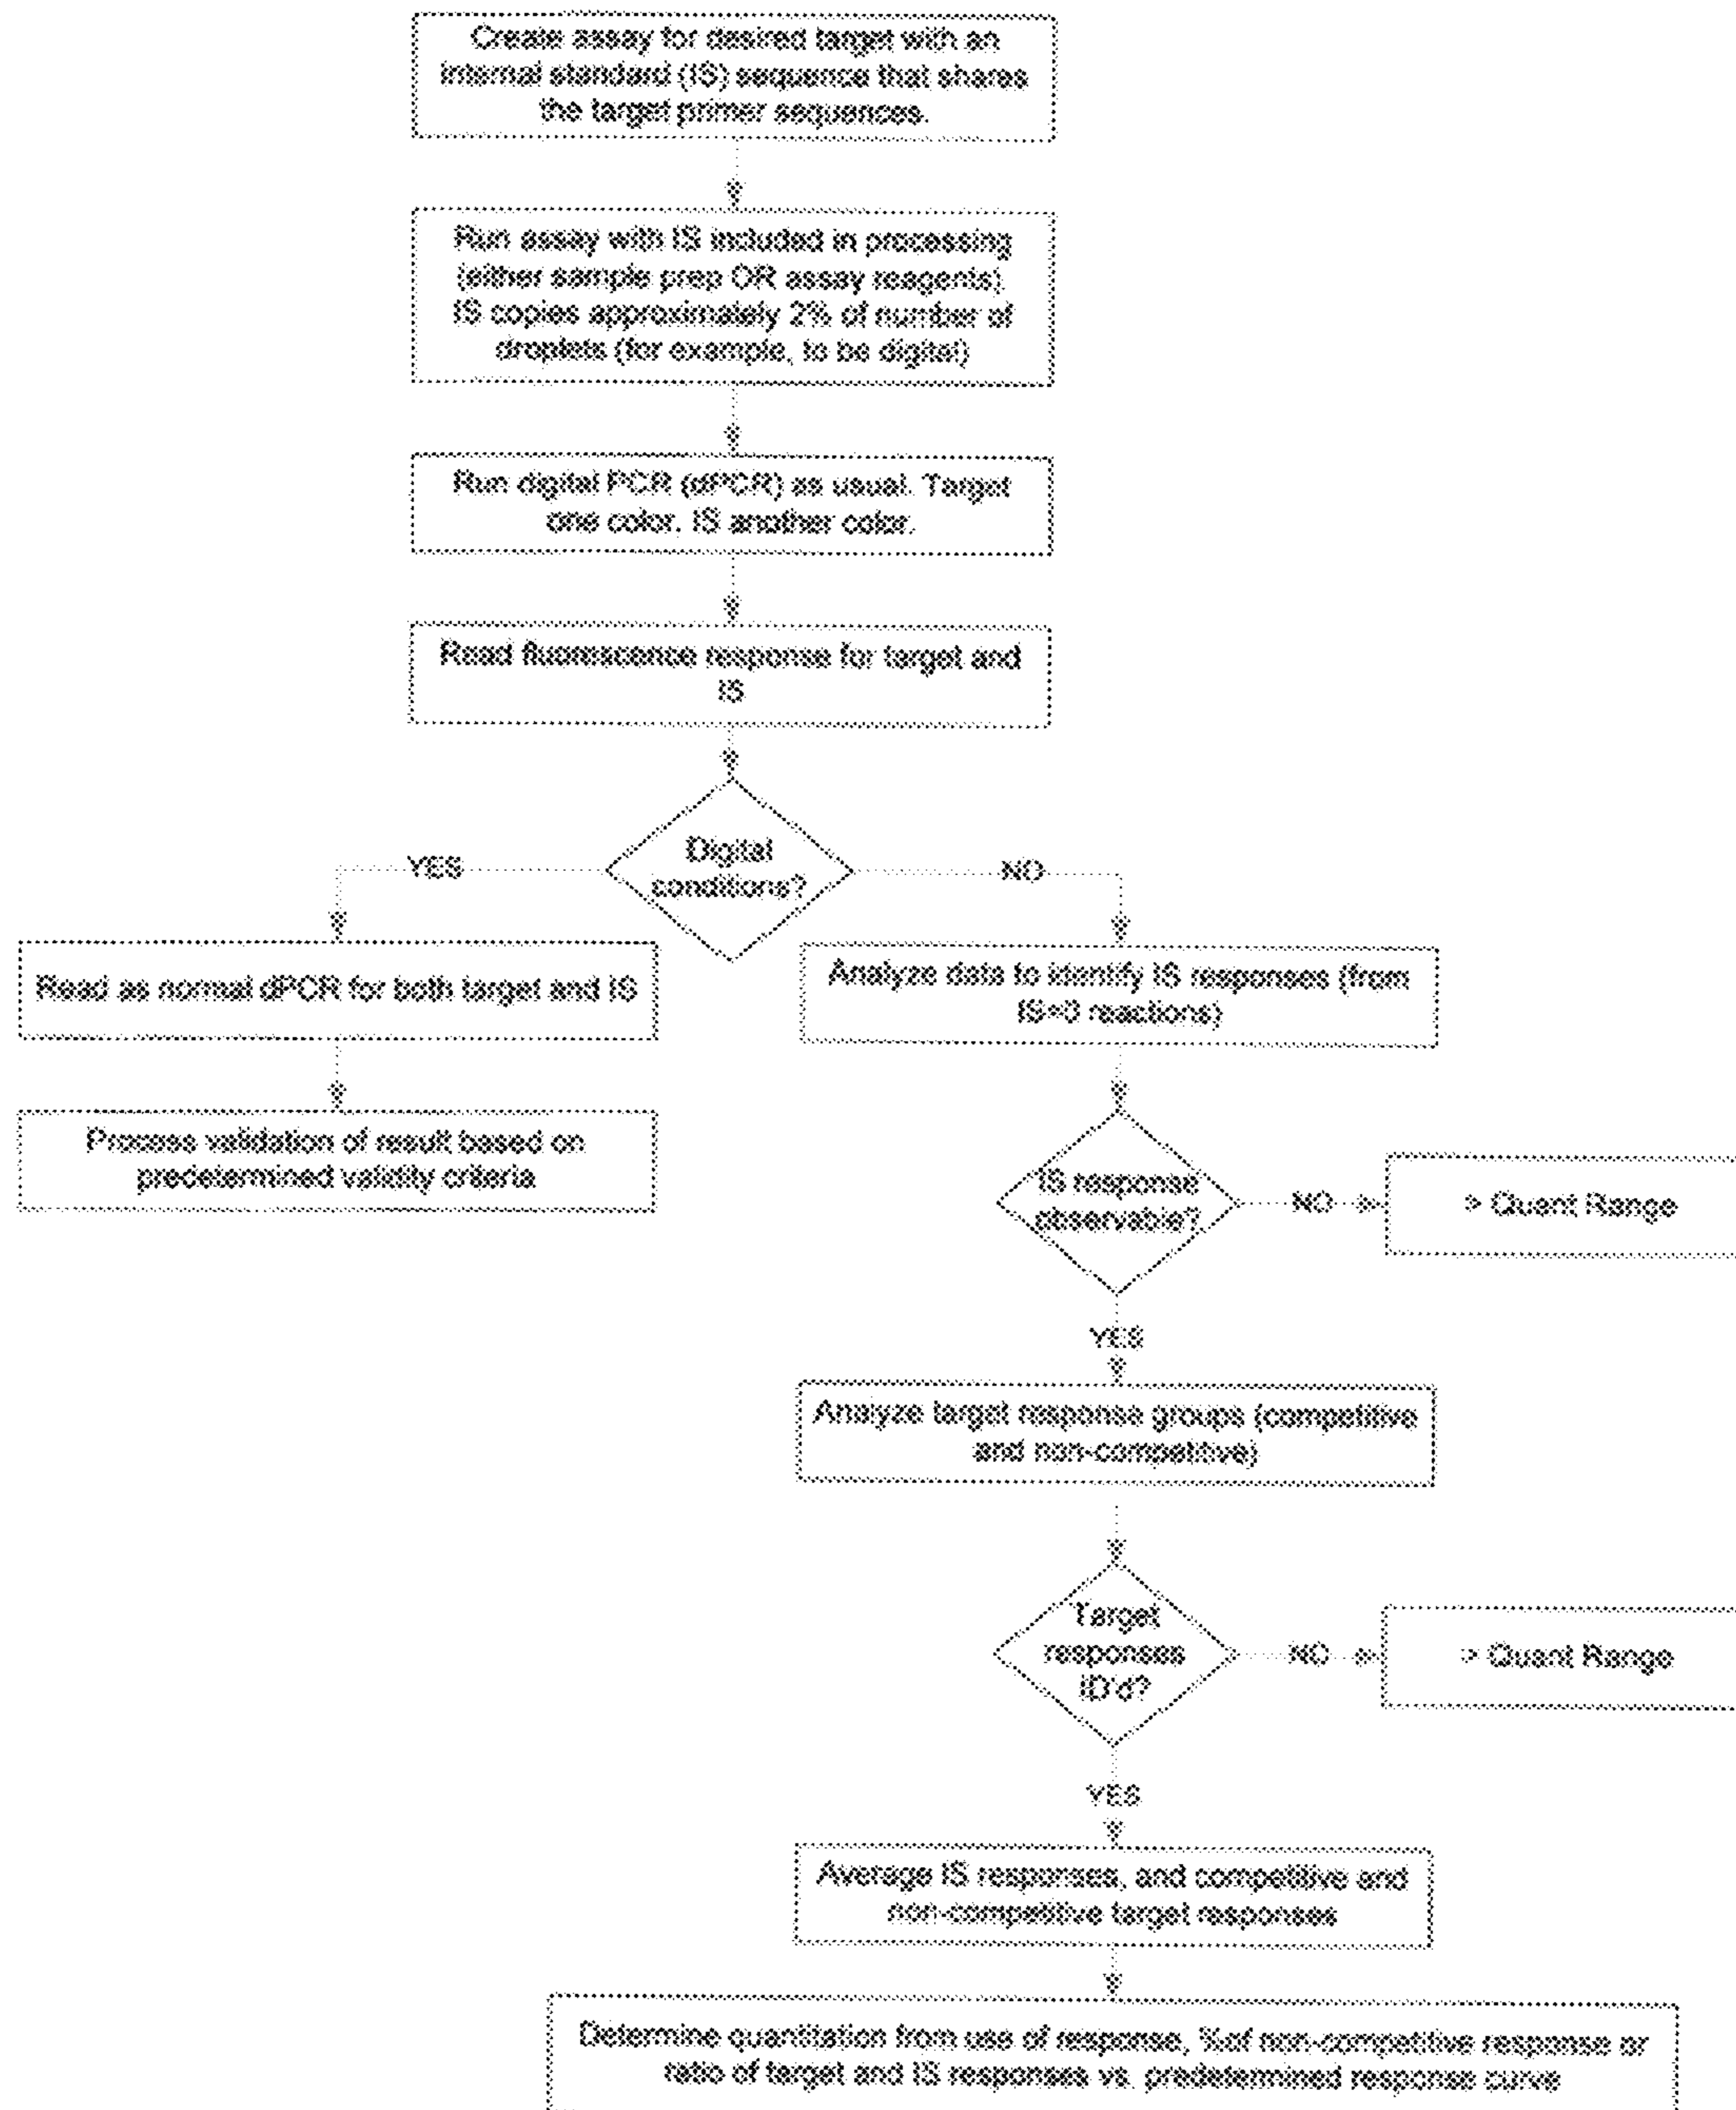 Create assay for desired target with an
internal standard (IS) sequence that shares
the target primer sequences.
Run assay with IS included in processing
(either sample prep OR assay reagents).
IS copies approximately 2% of number of
droplets (for example, to be digital)
Run digital PCR (dPCR) as usual. Target
one color, IS another color.
Read fluorescence response for target and
IS
Digital
conditions?
YES
NO
Read as normal dPCR for both target and IS
Analyze data to identify IS responses (from
reactions)
Process validation of result based on
predetermined validity criteria
IS response
observable?
NO
> Quant Range
YES
Analyze target response groups (competitive
and non-competitive)
Target
responses
ID'd?
NO
> Quant Range
YES
Average IS responses, and competitive and
non-competitive target responses
Determine quantitation from use of response, % of non-competitive response or
ratio of target and IS responses vs. predetermined response curve